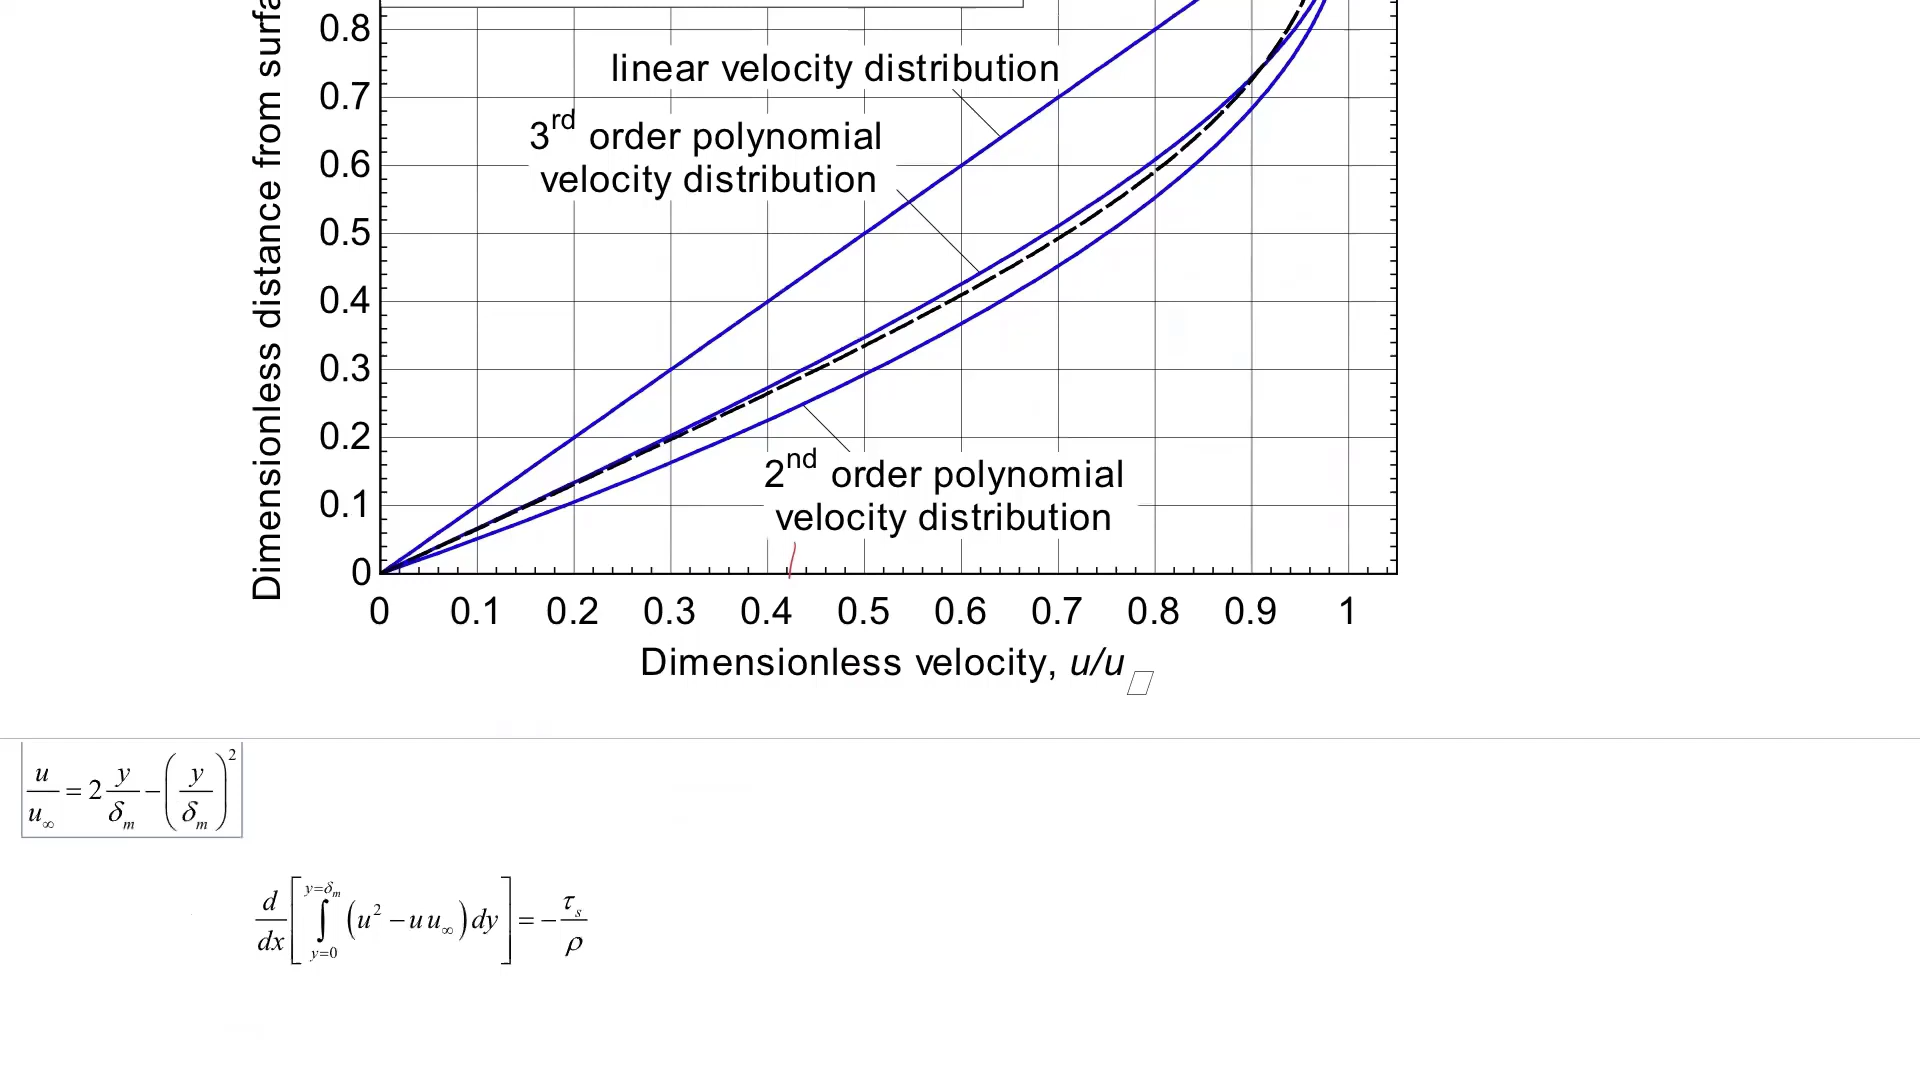 Dimensionless distance from surfa
0.8
linear velocity distribution
0.7
3rd order polynomial
velocity distribution
0.6
0.5
0.4
0.3
0.2
2nd order polynomial
velocity distribution
0.1
0
0 0.1 0.2 0.3 0.4 0.5 0.6 0.7 0.8 0.9 1
Dimensionless velocity, u/u□
u/u∞ = 2 y/δm − (y/δm)²
d/dx [ ∫ y=0 y=δm (u² − u u∞) dy ] = − τs/ρ